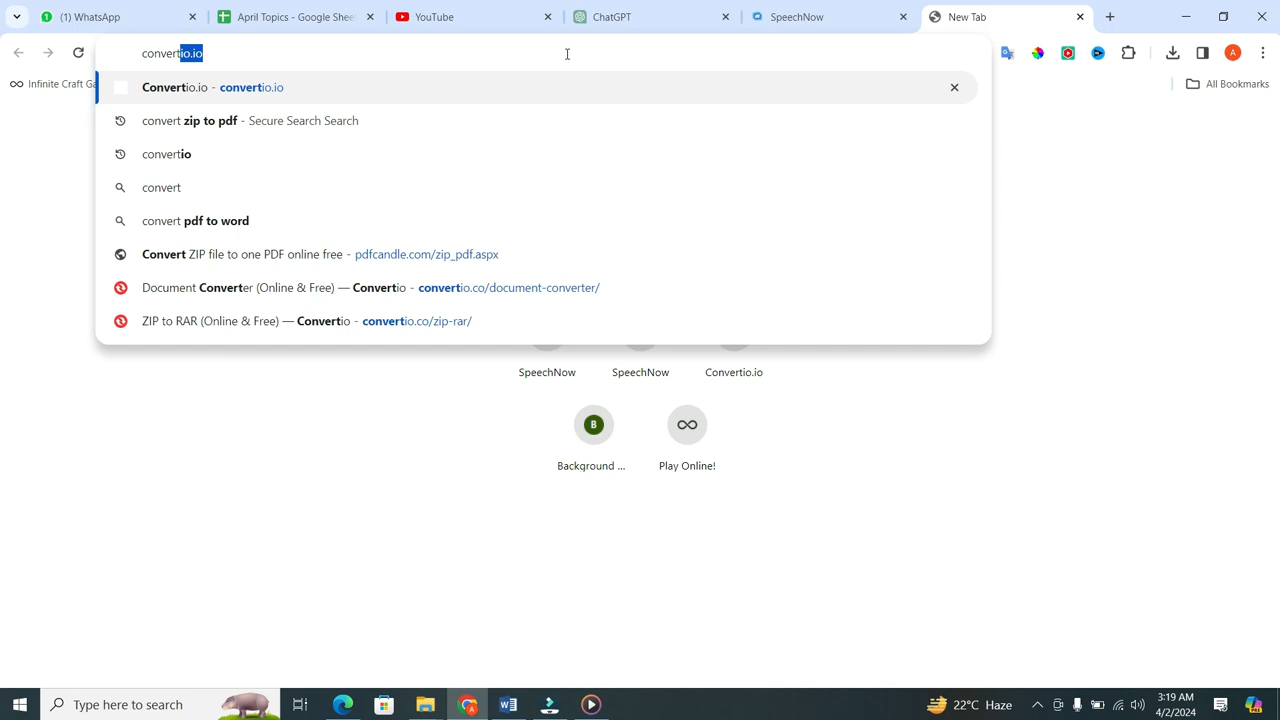 (1) WhatsApp
April Topics - Google Shee
YouTube
ChatGPT
SpeechNow
New Tab
convertio.io
A
Infinite Craft Ga
All Bookmarks
Convertio.io - convertio.io
convert zip to pdf - Secure Search Search
convertio
convert
convert pdf to word
Convert ZIP file to one PDF online free - pdfcandle.com/zip_pdf.aspx
Document Converter (Online & Free) — Convertio - convertio.co/document-converter/
ZIP to RAR (Online & Free) — Convertio - convertio.co/zip-rar/
SpeechNow
SpeechNow
Convertio.io
B
Background ...
Play Online!
Type here to search
22°C Haze
3:19 AM
4/2/2024